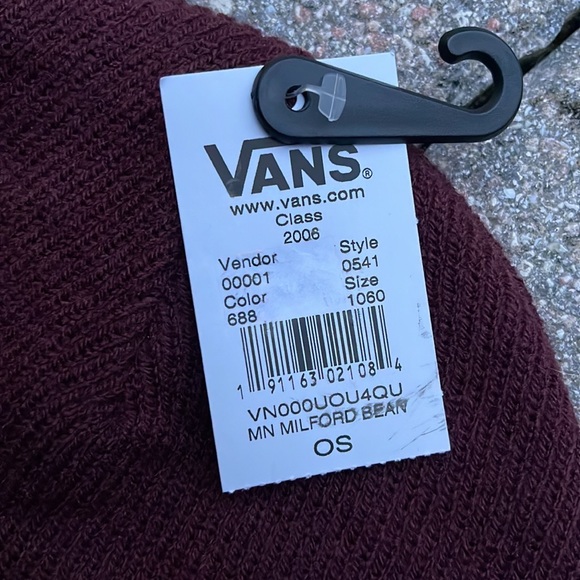 VANS®
www.vans.com
Class
2006
Vendor Style
00001 0541
Color Size
688 1060
1 91163 02108 4
VN000UOU4QU
MN MILFORD BEAN
OS